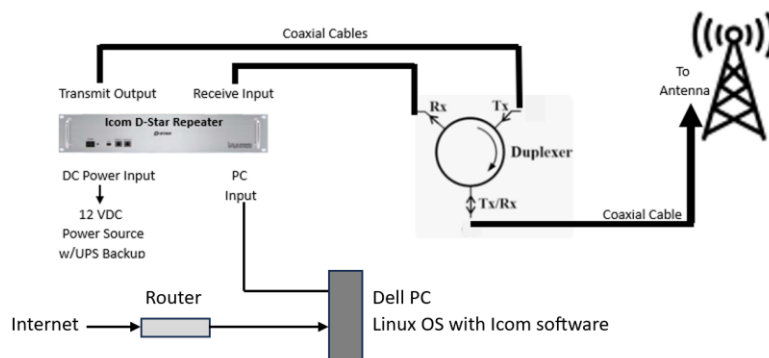 Coaxial Cables
To
Antenna
Transmit Output
Receive Input
Rx
Tx
Icom D-Star Repeater
Duplexer
DC Power Input
PC
Input
Tx/Rx
12 VDC
Power Source
w/UPS Backup
Coaxial Cable
Router
Dell PC
Internet
Linux OS with Icom software